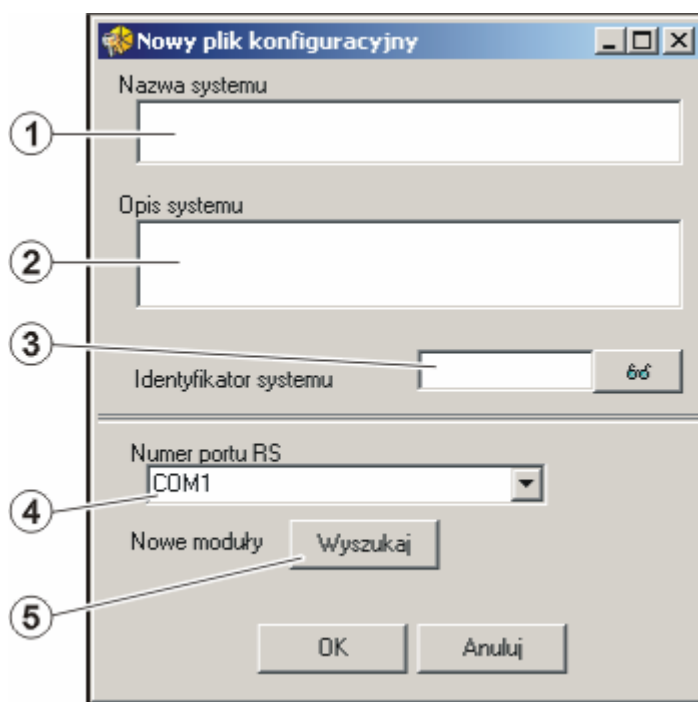 Nowy plik konfiguracyjny
Nazwa systemu
1
Opis systemu
2
3
Identyfikator systemu
Numer portu RS
COM1
4
Nowe moduły Wyszukaj
5
OK Anuluj